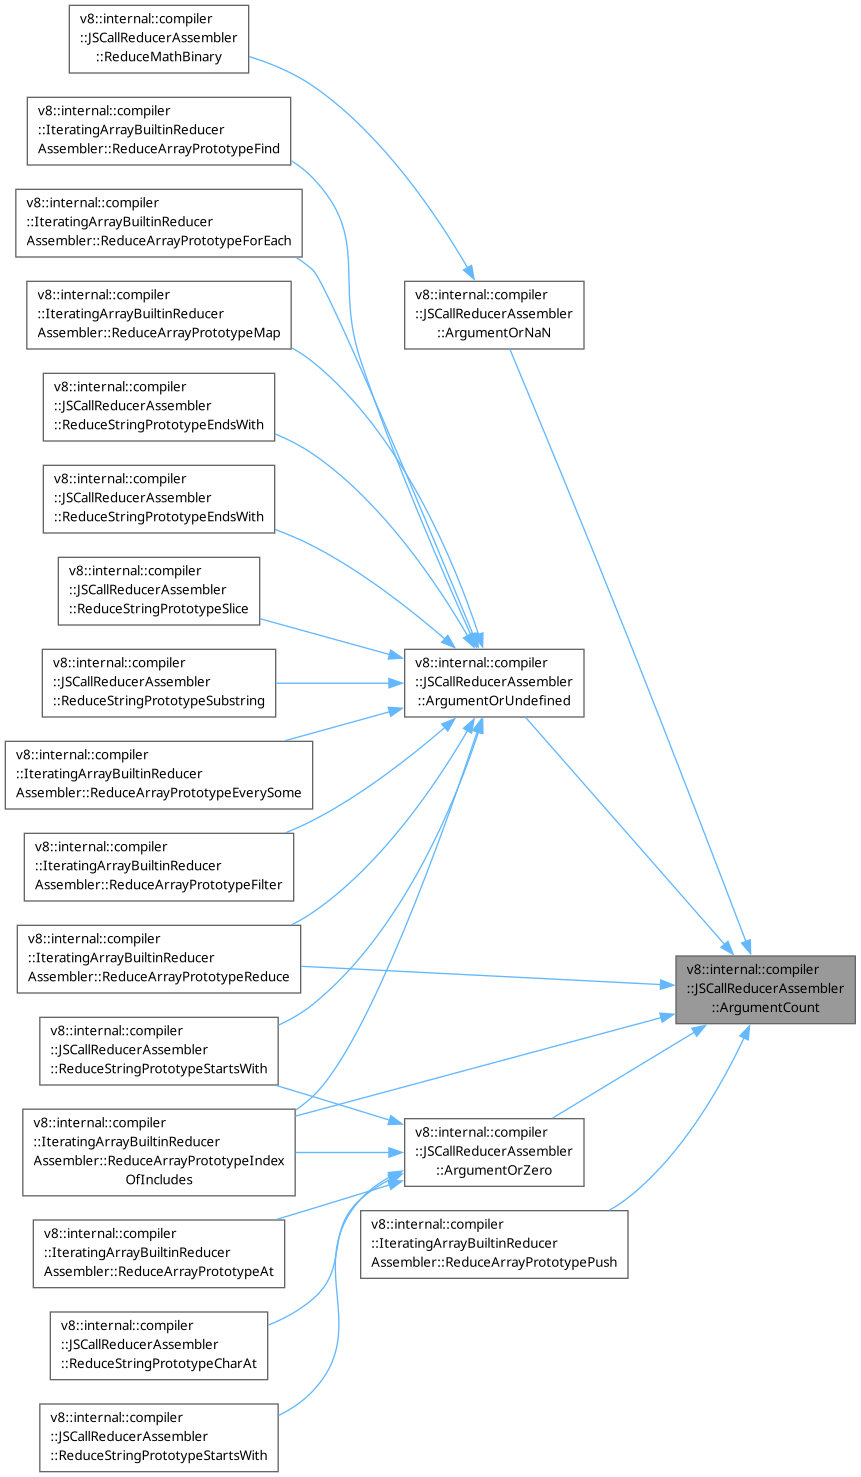 v8::internal::compiler
::JSCallReducerAssembler
::ReduceMathBinary
v8::internal::compiler
::IteratingArrayBuiltinReducer
Assembler::ReduceArrayPrototypeFind
v8::internal::compiler
::IteratingArrayBuiltinReducer
Assembler::ReduceArrayPrototypeForEach
v8::internal::compiler
::IteratingArrayBuiltinReducer
Assembler::ReduceArrayPrototypeMap
v8::internal::compiler
::JSCallReducerAssembler
::ArgumentOrNaN
v8::internal::compiler
::JSCallReducerAssembler
::ReduceStringPrototypeEndsWith
v8::internal::compiler
::JSCallReducerAssembler
::ReduceStringPrototypeEndsWith
v8::internal::compiler
::JSCallReducerAssembler
::ReduceStringPrototypeSlice
v8::internal::compiler
::JSCallReducerAssembler
::ReduceStringPrototypeSubstring
v8::internal::compiler
::JSCallReducerAssembler
::ArgumentOrUndefined
v8::internal::compiler
::IteratingArrayBuiltinReducer
Assembler::ReduceArrayPrototypeEverySome
v8::internal::compiler
::IteratingArrayBuiltinReducer
Assembler::ReduceArrayPrototypeFilter
v8::internal::compiler
::IteratingArrayBuiltinReducer
Assembler::ReduceArrayPrototypeReduce
v8::internal::compiler
::JSCallReducerAssembler
::ArgumentCount
v8::internal::compiler
::JSCallReducerAssembler
::ReduceStringPrototypeStartsWith
v8::internal::compiler
::IteratingArrayBuiltinReducer
Assembler::ReduceArrayPrototypeIndex
OfIncludes
v8::internal::compiler
::JSCallReducerAssembler
::ArgumentOrZero
v8::internal::compiler
::IteratingArrayBuiltinReducer
Assembler::ReduceArrayPrototypeAt
v8::internal::compiler
::IteratingArrayBuiltinReducer
Assembler::ReduceArrayPrototypePush
v8::internal::compiler
::JSCallReducerAssembler
::ReduceStringPrototypeCharAt
v8::internal::compiler
::JSCallReducerAssembler
::ReduceStringPrototypeStartsWith